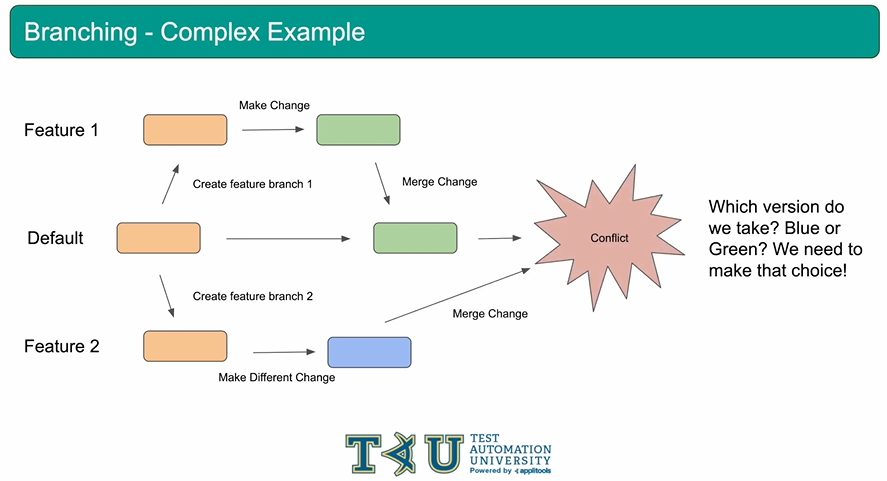 Branching - Complex Example
Make Change
Feature 1
Create feature branch 1
Merge Change
Default
Conflict
Which version do
we take? Blue or
Green? We need to
make that choice!
Create feature branch 2
Merge Change
Feature 2
Make Different Change
TAU
TEST
AUTOMATION
UNIVERSITY
Powered by applitools